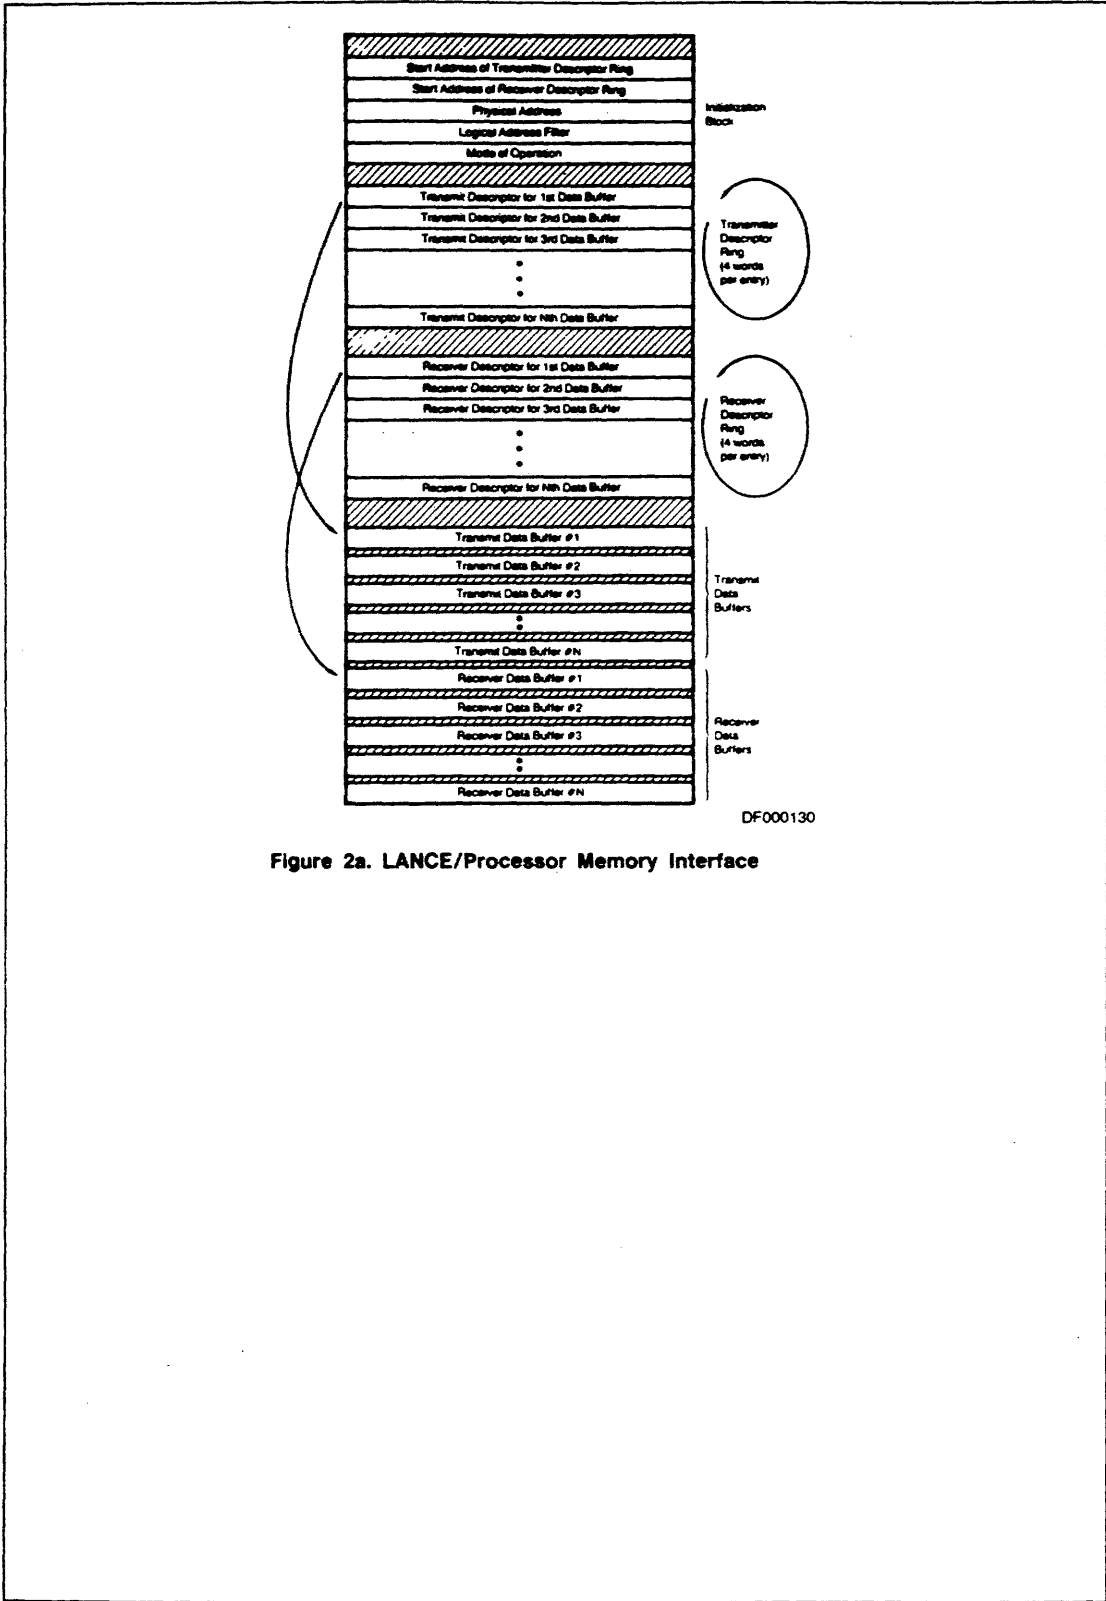 Start Address of Transmitter Descriptor Ring
Start Address of Receiver Descriptor Ring
Physical Address
Logical Address Filter
Mode of Operation
Initialization
Block
Transmit Descriptor for 1st Data Buffer
Transmit Descriptor for 2nd Data Buffer
Transmit Descriptor for 3rd Data Buffer
Transmit Descriptor for Nth Data Buffer
Transmitter
Descriptor
Ring
(4 words
per entry)
Receiver Descriptor for 1st Data Buffer
Receiver Descriptor for 2nd Data Buffer
Receiver Descriptor for 3rd Data Buffer
Receiver Descriptor for Nth Data Buffer
Receiver
Descriptor
Ring
(4 words
per entry)
Transmit Data Buffer #1
Transmit Data Buffer #2
Transmit Data Buffer #3
Transmit Data Buffer #N
Transmit
Data
Buffers
Receiver Data Buffer #1
Receiver Data Buffer #2
Receiver Data Buffer #3
Receiver Data Buffer #N
Receiver
Data
Buffers
DF000130
Figure 2a. LANCE/Processor Memory Interface